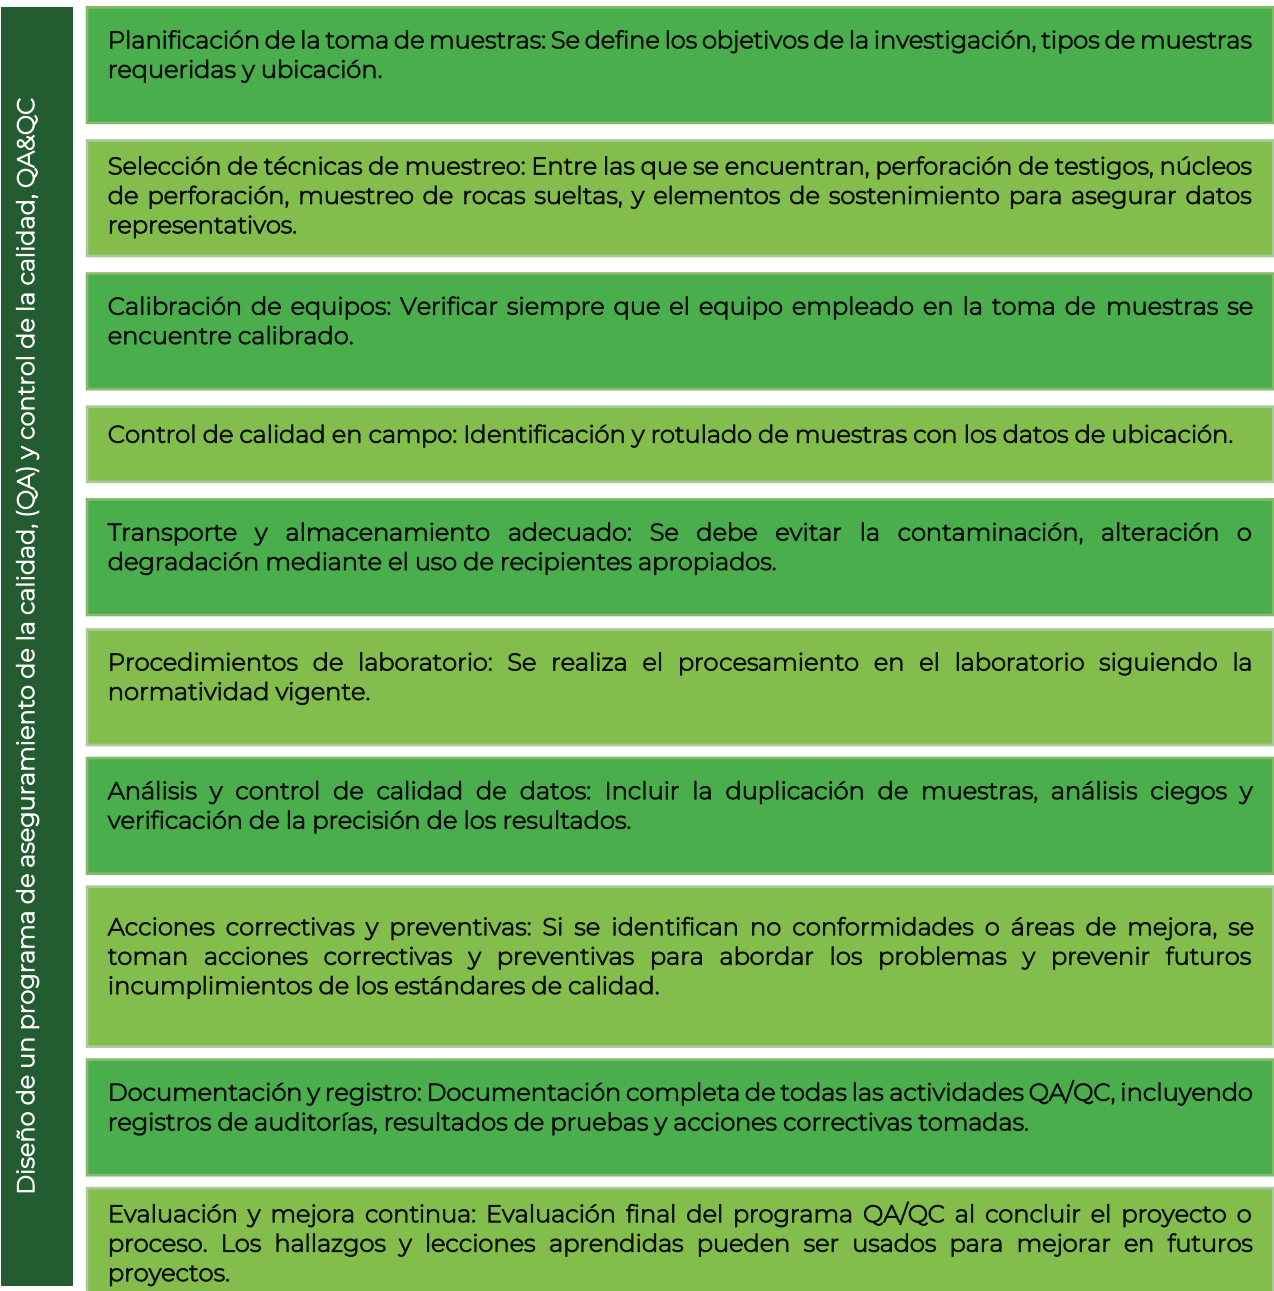 Diseño de un programa de aseguramiento de la calidad, (QA) y control de la calidad, QA&QC
Planificación de la toma de muestras: Se define los objetivos de la investigación, tipos de muestras
requeridas y ubicación.
Selección de técnicas de muestreo: Entre las que se encuentran, perforación de testigos, núcleos
de perforación, muestreo de rocas sueltas, y elementos de sostenimiento para asegurar datos
representativos.
Calibración de equipos: Verificar siempre que el equipo empleado en la toma de muestras se
encuentre calibrado.
Control de calidad en campo: Identificación y rotulado de muestras con los datos de ubicación.
Transporte y almacenamiento adecuado: Se debe evitar la contaminación, alteración o
degradación mediante el uso de recipientes apropiados.
Procedimientos de laboratorio: Se realiza el procesamiento en el laboratorio siguiendo la
normatividad vigente.
Análisis y control de calidad de datos: Incluir la duplicación de muestras, análisis ciegos y
verificación de la precisión de los resultados.
Acciones correctivas y preventivas: Si se identifican no conformidades o áreas de mejora, se
toman acciones correctivas y preventivas para abordar los problemas y prevenir futuros
incumplimientos de los estándares de calidad.
Documentación y registro: Documentación completa de todas las actividades QA/QC, incluyendo
registros de auditorías, resultados de pruebas y acciones correctivas tomadas.
Evaluación y mejora continua: Evaluación final del programa QA/QC al concluir el proyecto o
proceso. Los hallazgos y lecciones aprendidas pueden ser usados para mejorar en futuros
proyectos.